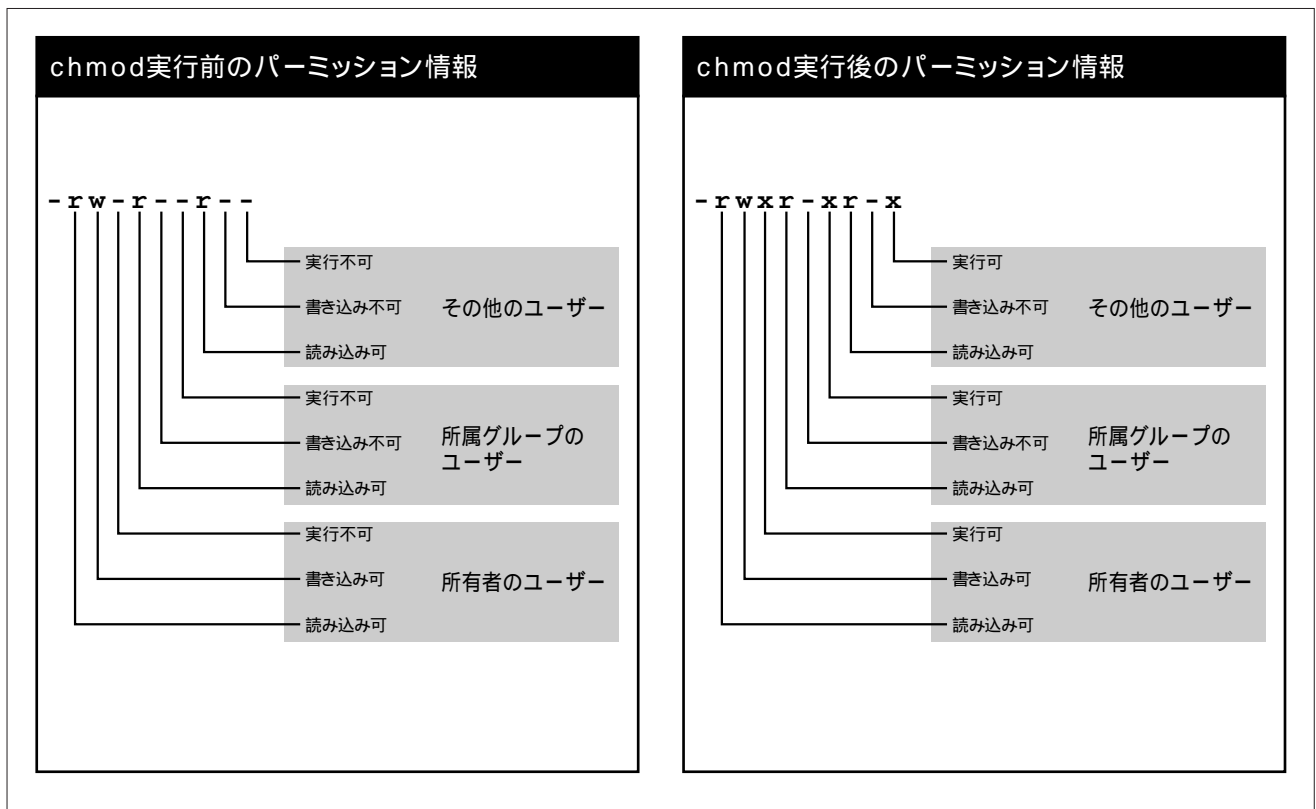 chmod実行前のパーミッション情報
-rw-r--r--
実行不可
書き込み不可
読み込み可
その他のユーザー
実行不可
書き込み不可
読み込み可
所属グループの
ユーザー
実行不可
書き込み可
読み込み可
所有者のユーザー
chmod実行後のパーミッション情報
-rwxr-xr-x
実行可
書き込み不可
読み込み可
その他のユーザー
実行可
書き込み不可
読み込み可
所属グループの
ユーザー
実行可
書き込み可
読み込み可
所有者のユーザー